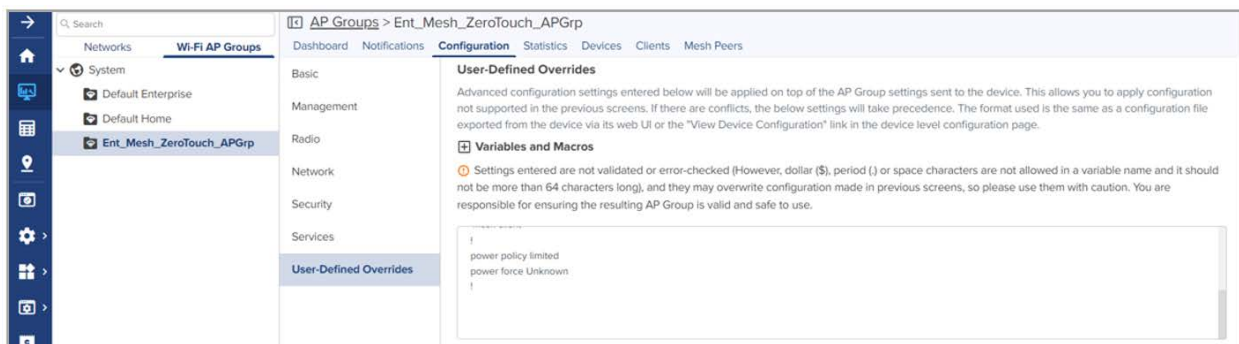 Search
Networks
Wi-Fi AP Groups
System
Default Enterprise
Default Home
Ent_Mesh_ZeroTouch_APGrp
AP Groups > Ent_Mesh_ZeroTouch_APGrp
Dashboard Notifications Configuration Statistics Devices Clients Mesh Peers
Basic
Management
Radio
Network
Security
Services
User-Defined Overrides
User-Defined Overrides
Advanced configuration settings entered below will be applied on top of the AP Group settings sent to the device. This allows you to apply configuration
not supported in the previous screens. If there are conflicts, the below settings will take precedence. The format used is the same as a configuration file
exported from the device via its web UI or the "View Device Configuration" link in the device level configuration page.
Variables and Macros
Settings entered are not validated or error-checked (However, dollar ($), period (.) or space characters are not allowed in a variable name and it should
not be more than 64 characters long), and they may overwrite configuration made in previous screens, so please use them with caution. You are
responsible for ensuring the resulting AP Group is valid and safe to use.
!
power policy limited
power force Unknown
!